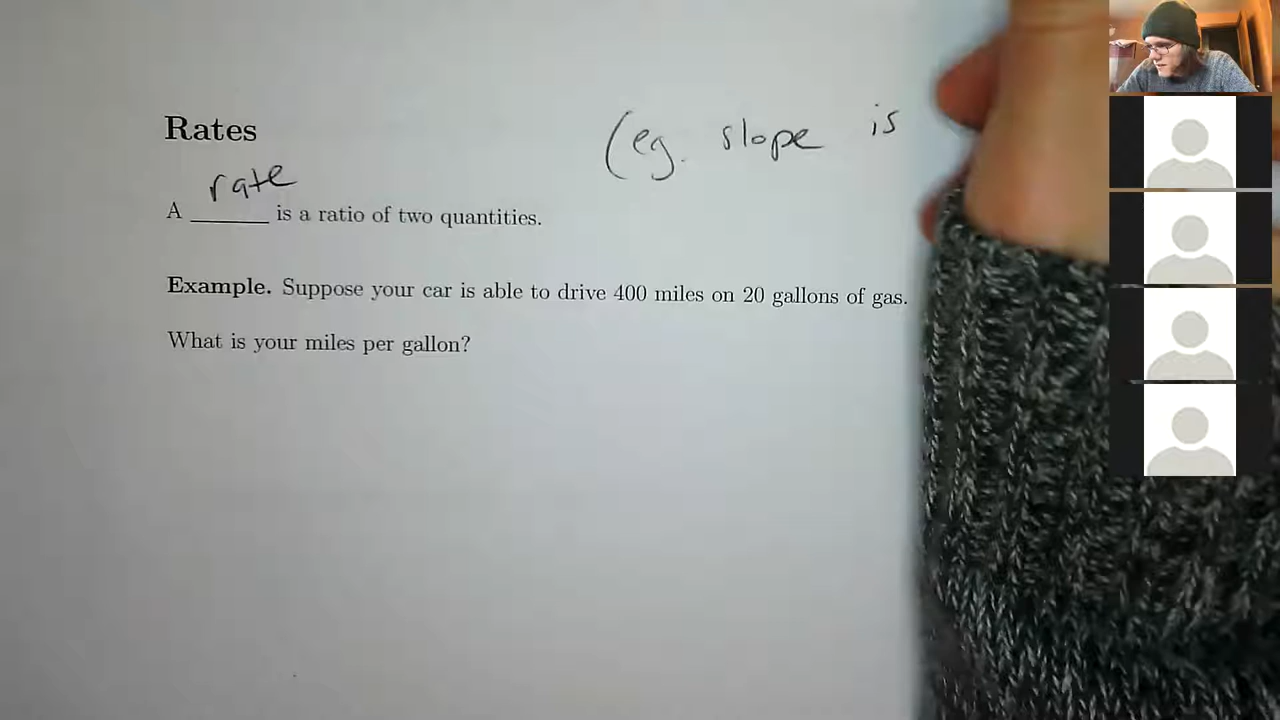 Rates
(eg. slope is
rate
A ______ is a ratio of two quantities.
Example. Suppose your car is able to drive 400 miles on 20 gallons of gas.
What is your miles per gallon?